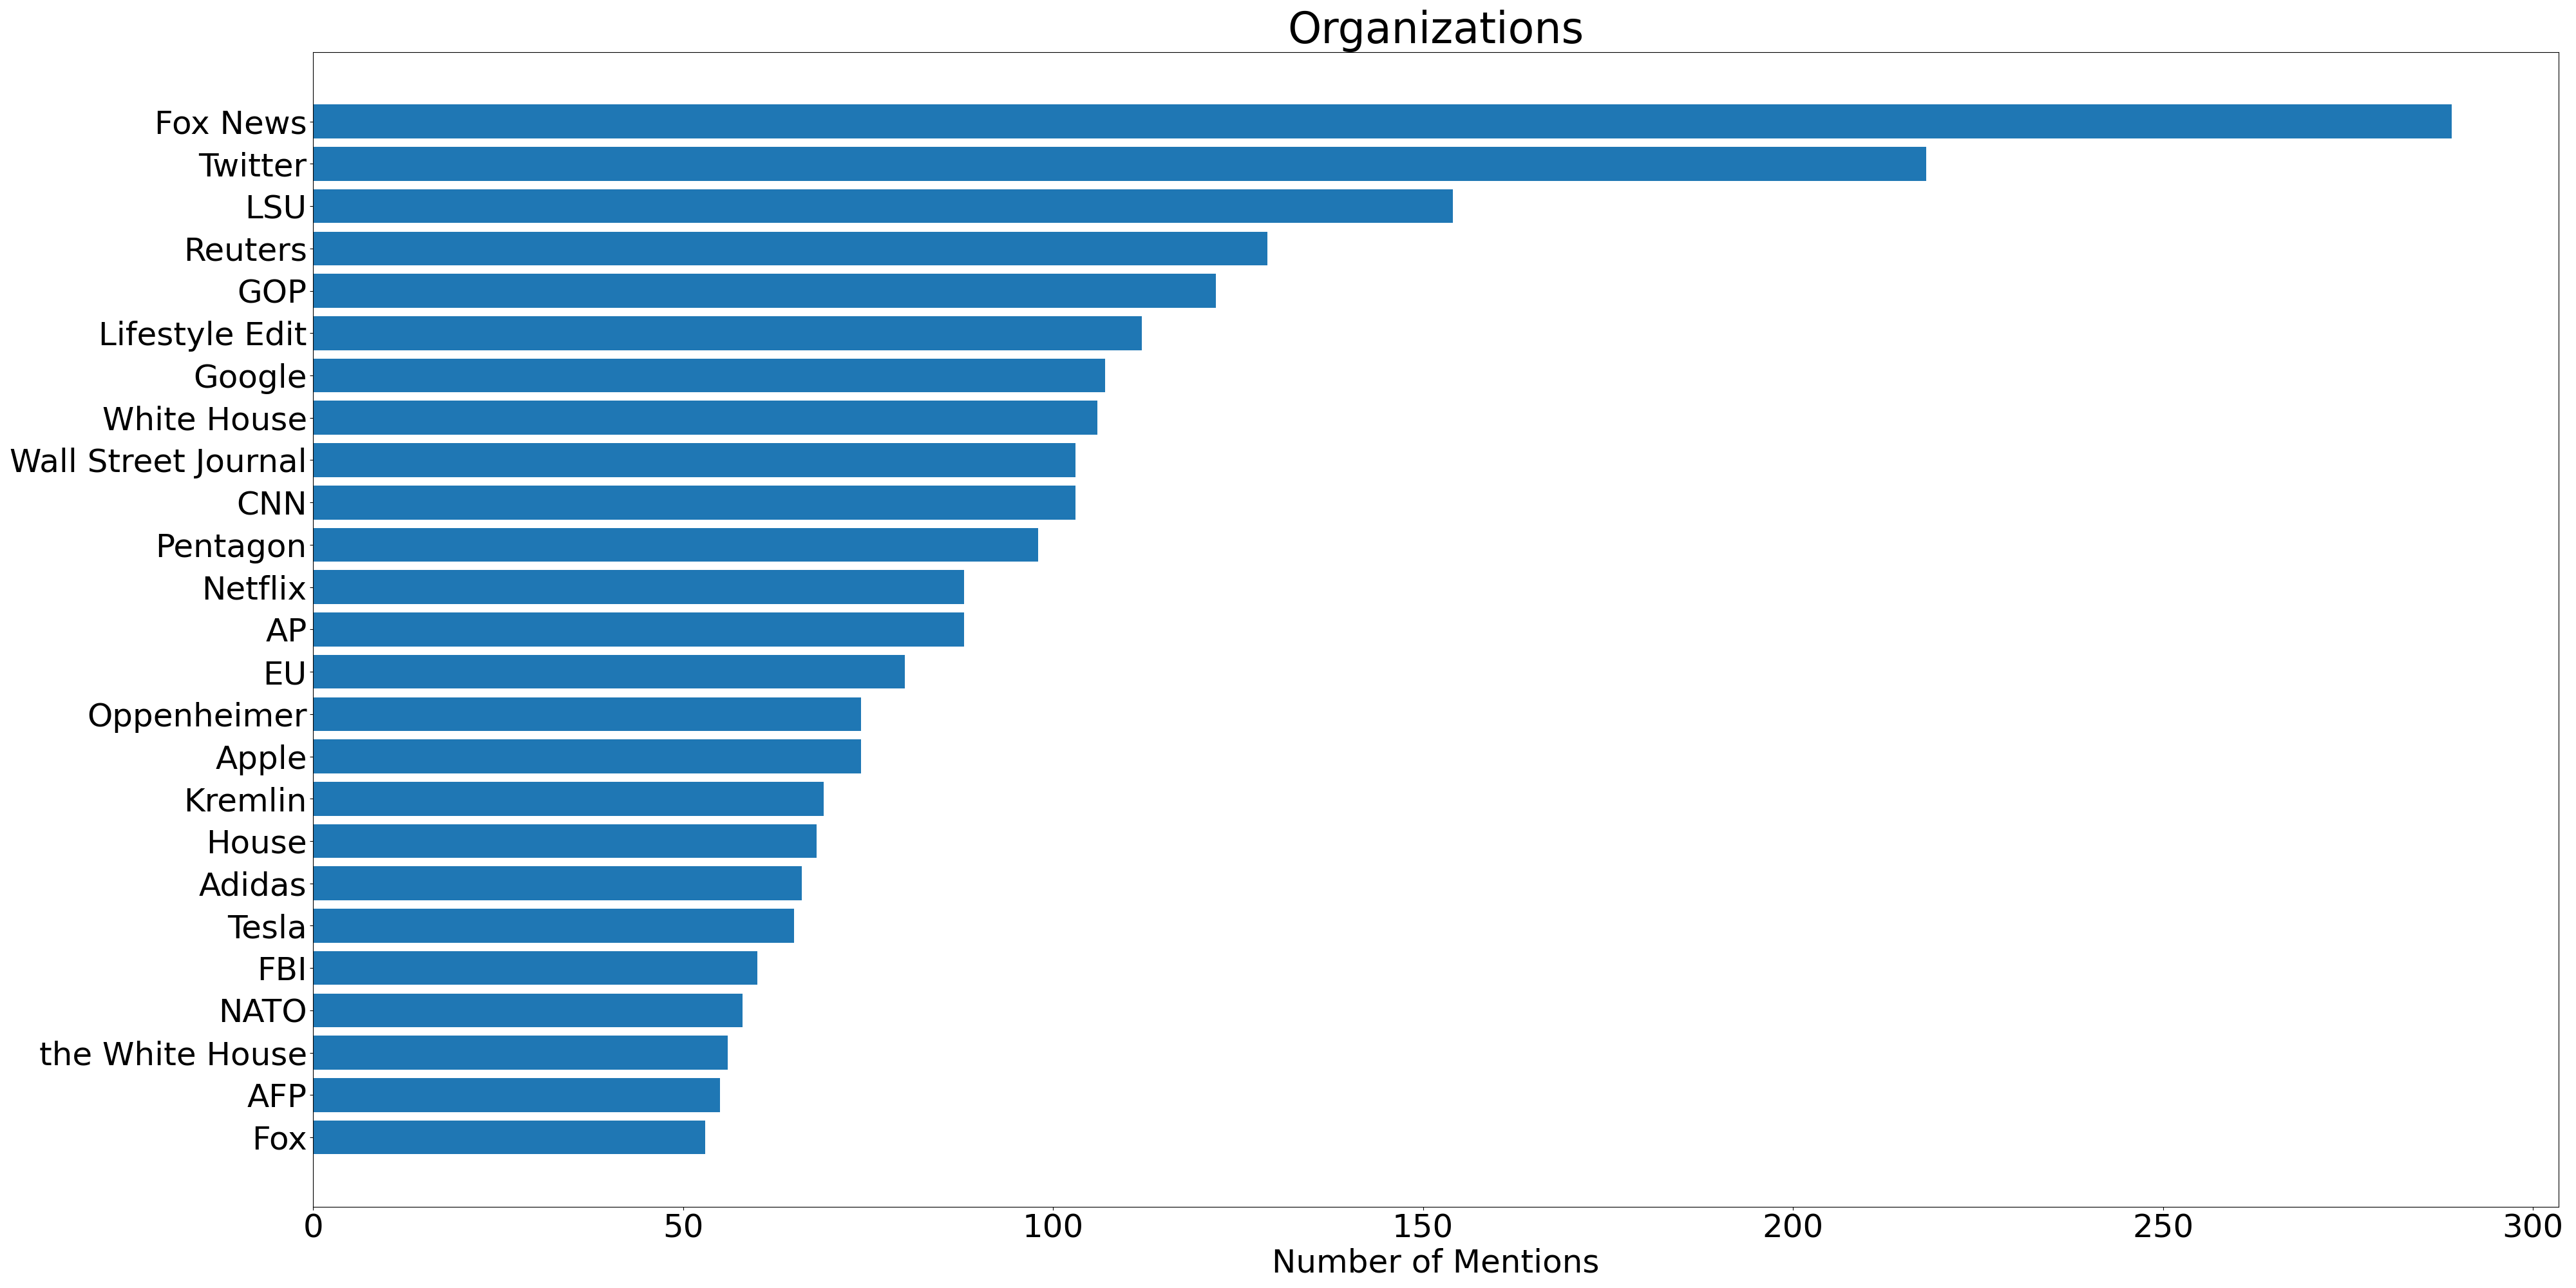 Organizations
Fox News
Twitter
LSU
Reuters
GOP
Lifestyle Edit
Google
White House
Wall Street Journal
CNN
Pentagon
Netflix
AP
EU
Oppenheimer
Apple
Kremlin
House
Adidas
Tesla
FBI
NATO
the White House
AFP
Fox
0 50 100 150 200 250 300
Number of Mentions